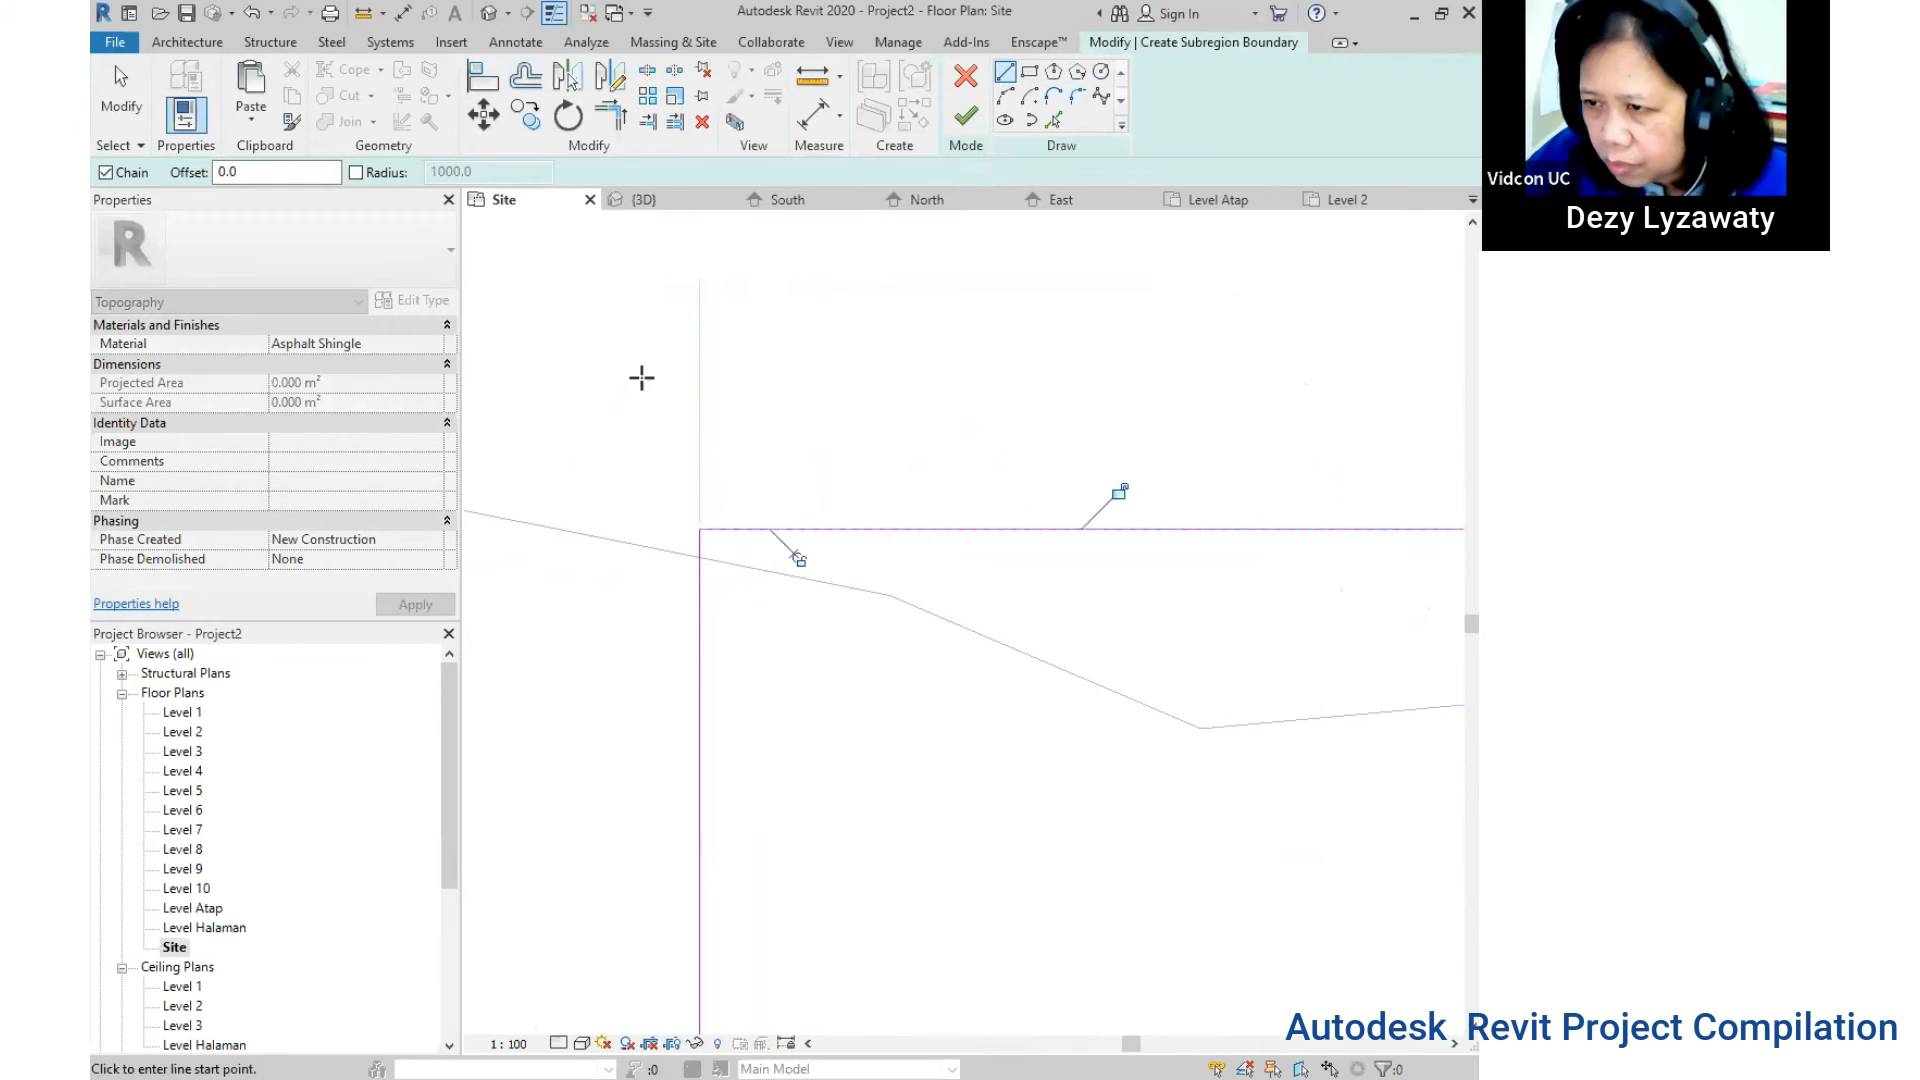 Autodesk Revit 2020 - Project2 - Floor Plan: Site
Sign In
File
Architecture
Structure
Steel
Systems
Insert
Annotate
Analyze
Massing & Site
Collaborate
View
Manage
Add-Ins
Enscape™
Modify | Create Subregion Boundary
Modify
Paste
Cope
Cut
Join
Select
Properties
Clipboard
Geometry
Modify
View
Measure
Create
Mode
Draw
Chain
Offset:
0.0
Radius:
1000.0
Properties
Site
{3D}
South
North
East
Level Atap
Level 2
Topography
Edit Type
Materials and Finishes
Material
Asphalt Shingle
Dimensions
Projected Area
0.000 m²
Surface Area
0.000 m²
Identity Data
Image
Comments
Name
Mark
Phasing
Phase Created
New Construction
Phase Demolished
None
Properties help
Apply
Project Browser - Project2
Views (all)
Structural Plans
Floor Plans
Level 1
Level 2
Level 3
Level 4
Level 5
Level 6
Level 7
Level 8
Level 9
Level 10
Level Atap
Level Halaman
Site
Ceiling Plans
Level 1
Level 2
Level 3
Level Halaman
1 : 100
Click to enter line start point.
:0
Main Model
:0
Vidcon UC
Dezy Lyzawaty
Autodesk Revit Project Compilation